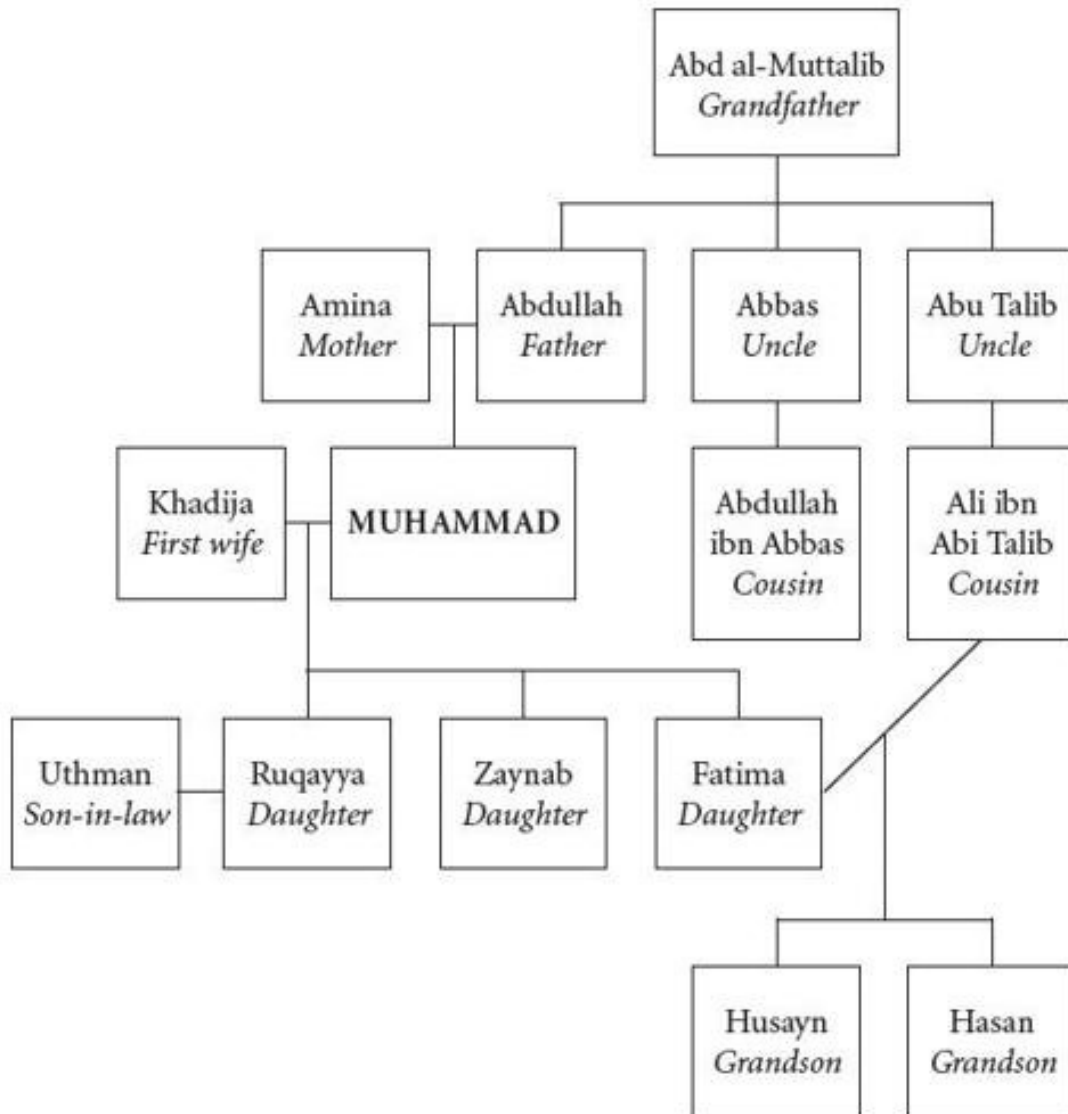 Abd al-Muttalib
Grandfather
Amina
Mother
Abdullah
Father
Abbas
Uncle
Abu Talib
Uncle
Khadija
First wife
MUHAMMAD
Abdullah
ibn Abbas
Cousin
Ali ibn
Abi Talib
Cousin
Uthman
Son-in-law
Ruqayya
Daughter
Zaynab
Daughter
Fatima
Daughter
Husayn
Grandson
Hasan
Grandson